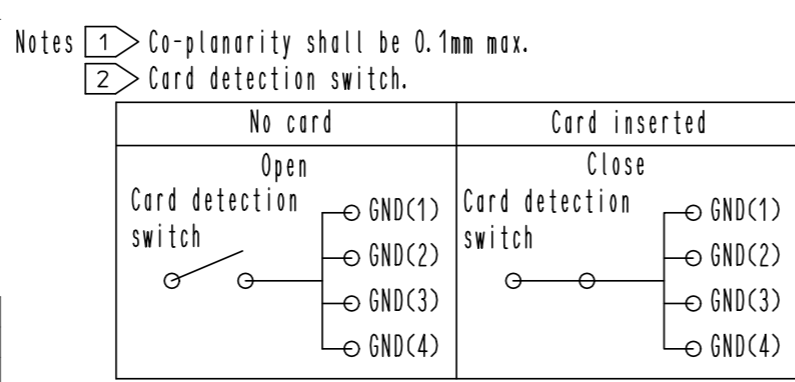 Notes 1 Co-planarity shall be 0.1mm max.
2 Card detection switch.
No card
Card inserted
Open
Close
Card detection
switch
GND(1)
GND(2)
GND(3)
GND(4)
Card detection
switch
GND(1)
GND(2)
GND(3)
GND(4)